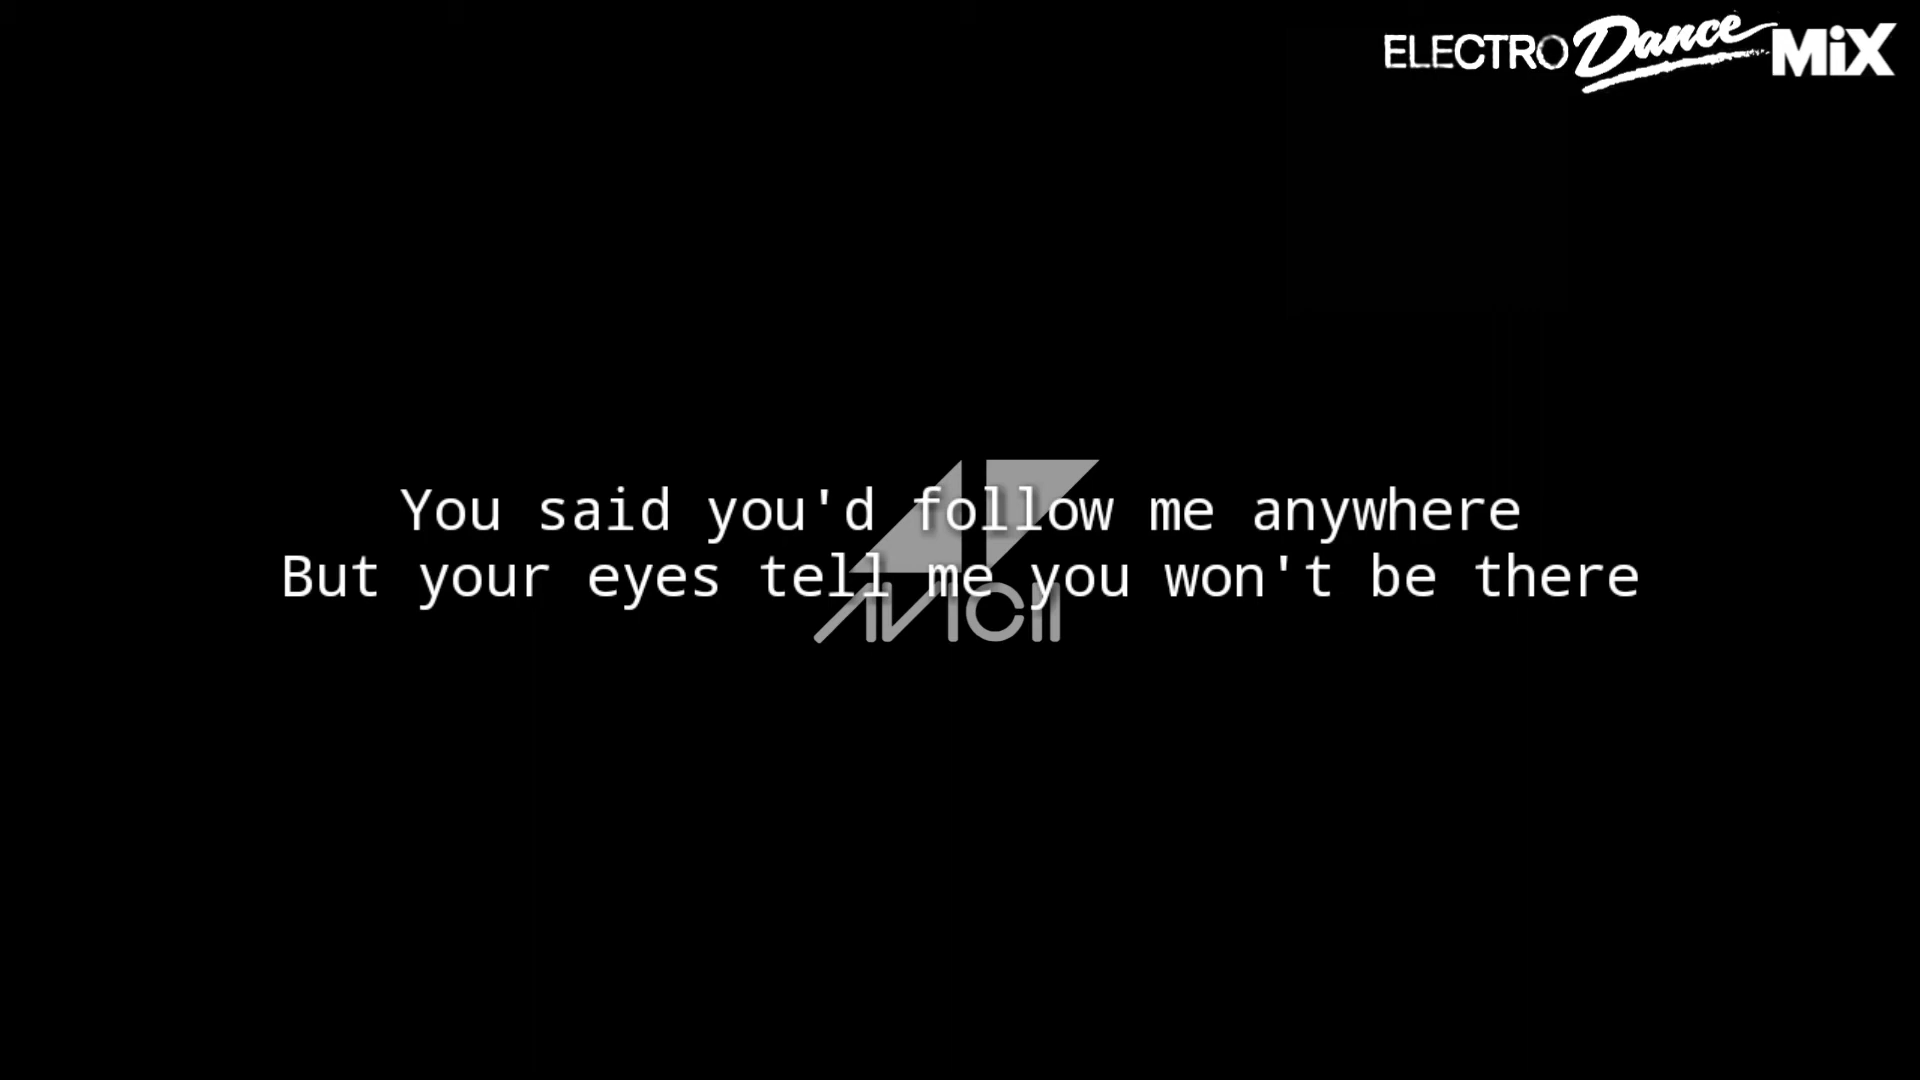 ELECTRO Dance MiX
You said you'd follow me anywhere
But your eyes tell me you won't be there
AVICII